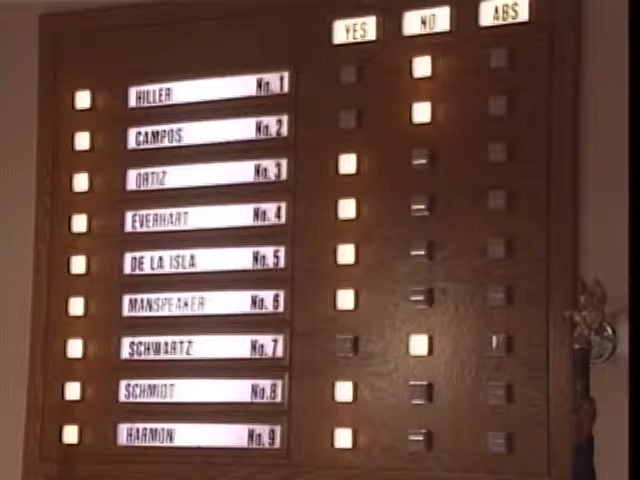 YES NO ABS
HILLER No. 1
CAMPOS No. 2
ORTIZ No. 3
EVERHART No. 4
DE LA ISLA No. 5
MANSPEAKER No. 6
SCHWARTZ No. 7
SCHMIDT No. 8
HARMON No. 9